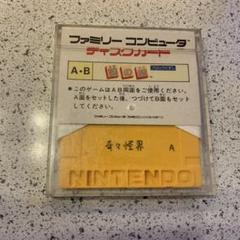 ファミリー コンピュータ
ディスクカード
A・B
※このゲームはAB両面をご使用ください。
A面をセットした後、つづけてB面もセット
してください。
奇々怪界 A
NINTENDO